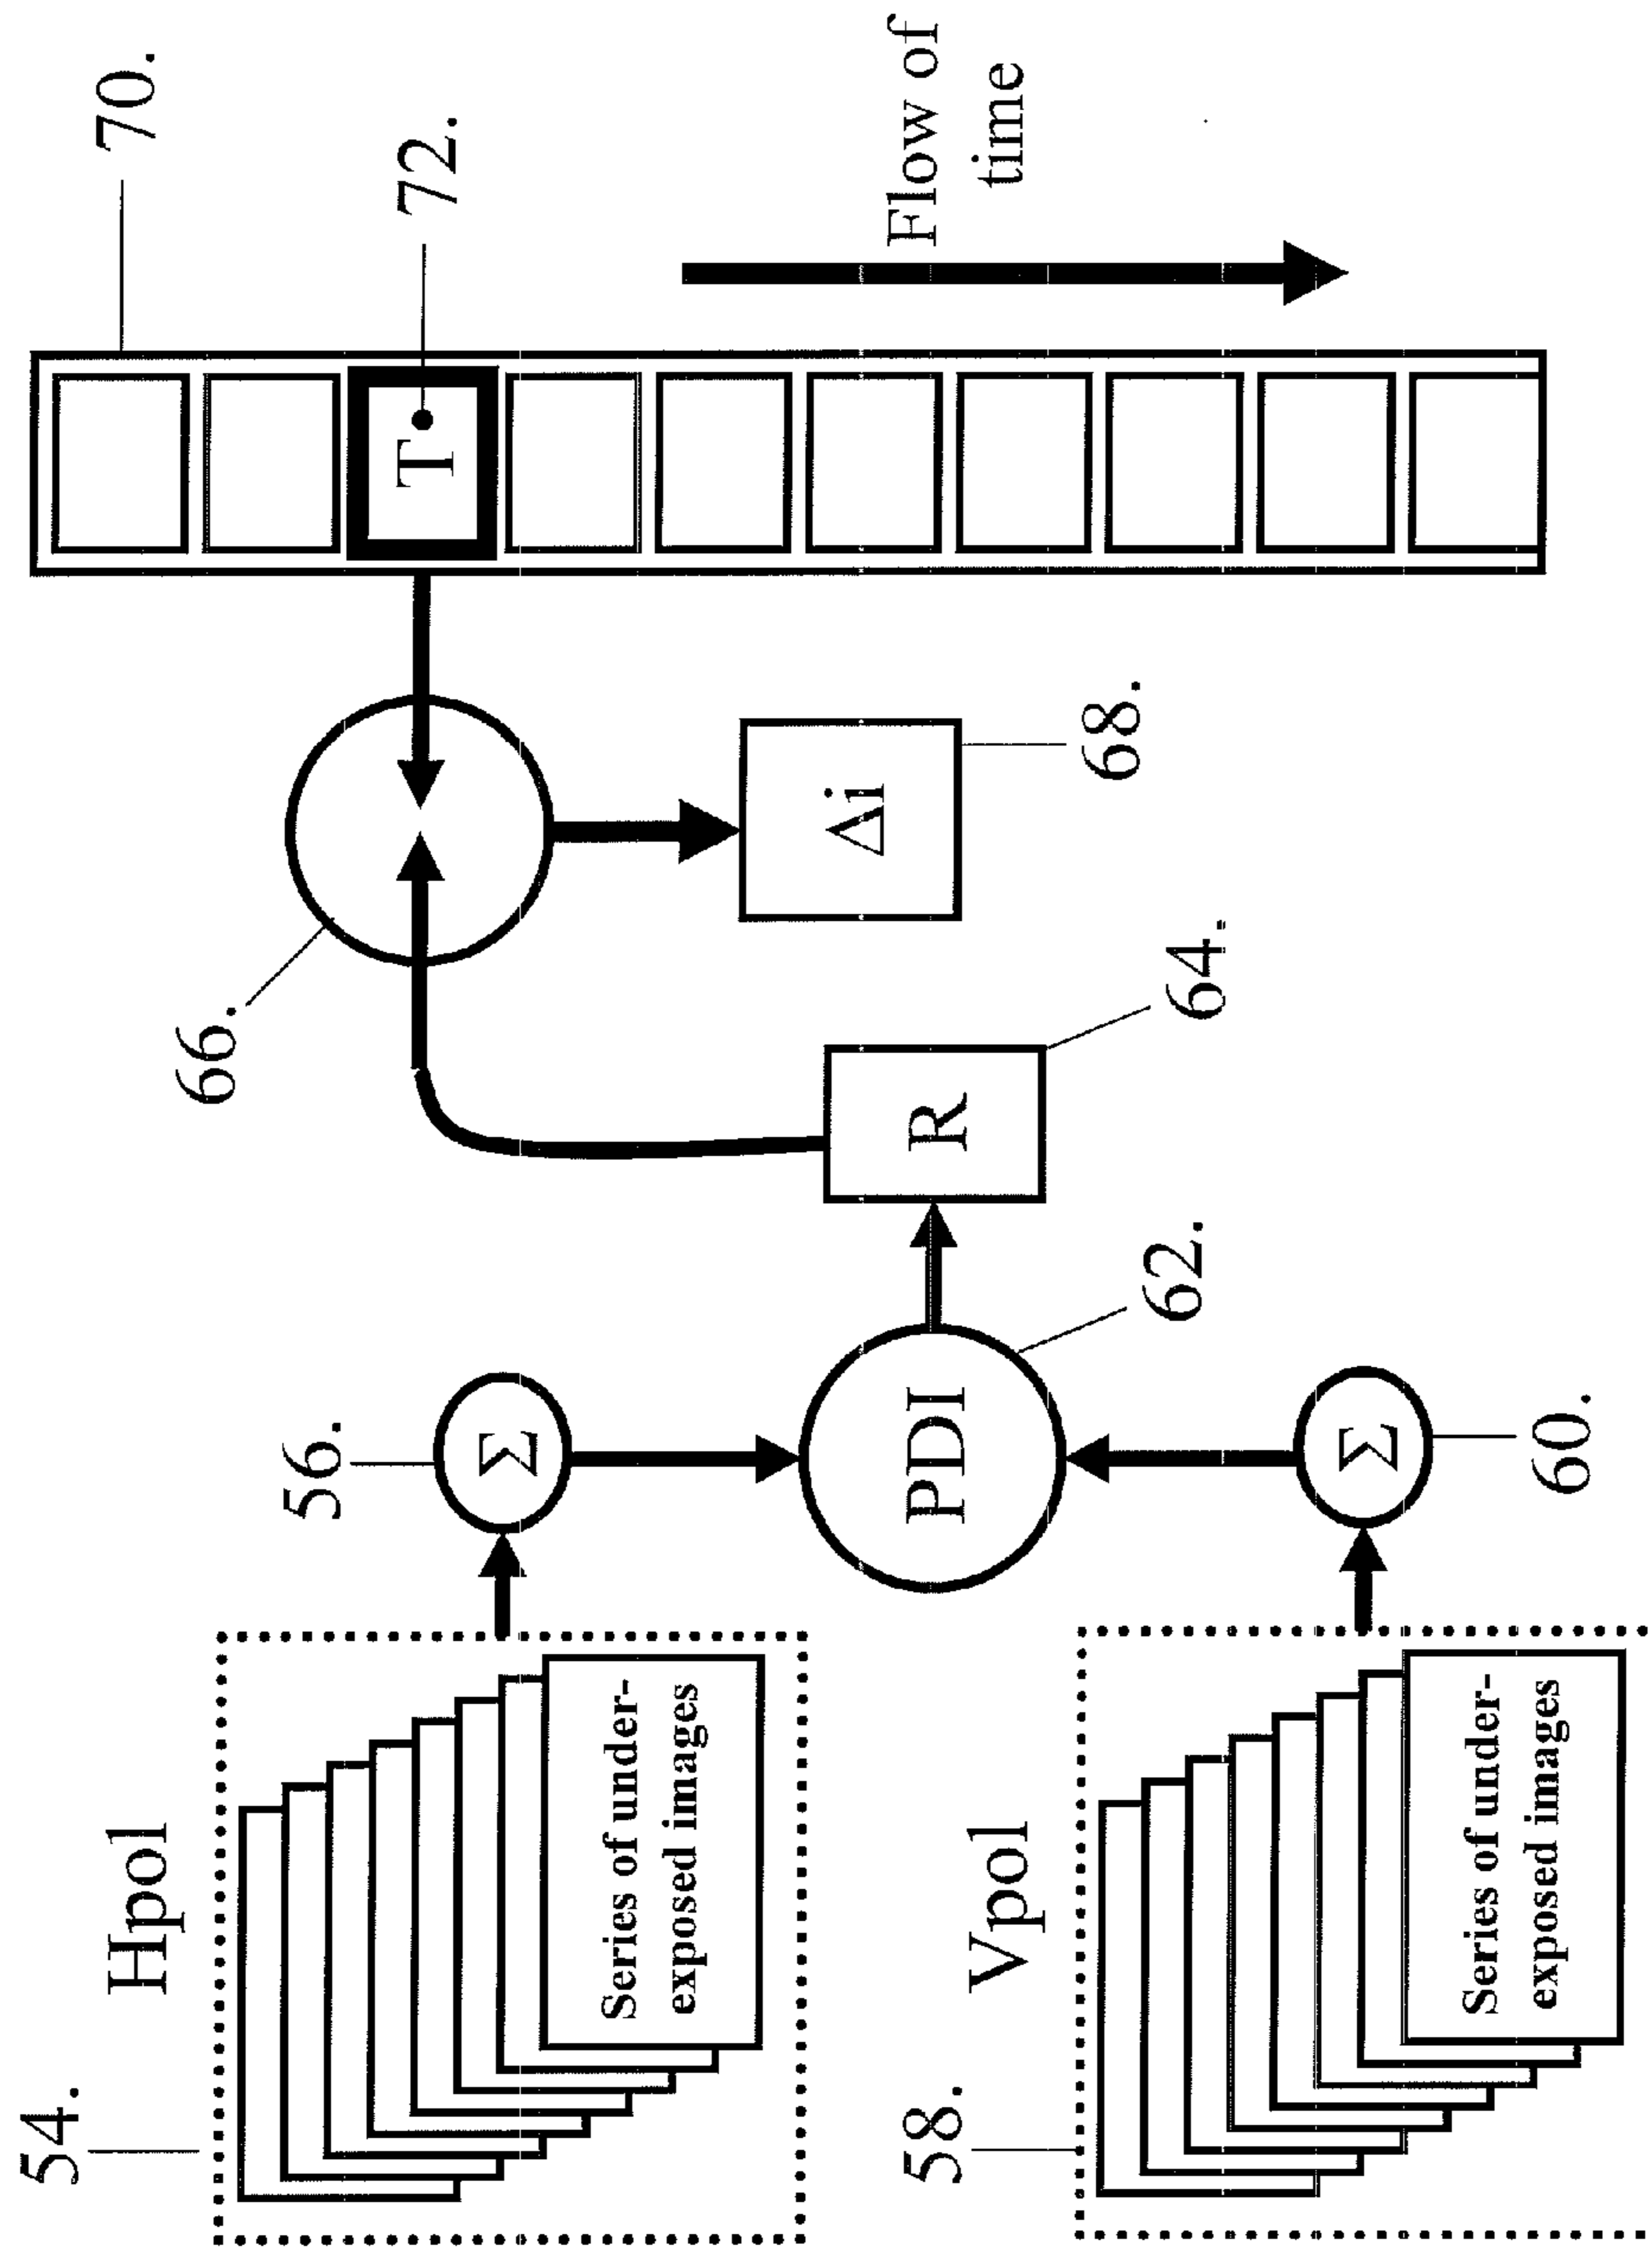 54.
Hpol
Series of under-
exposed images
56.
Σ
58.
Vpol
Series of under-
exposed images
60.
Σ
PDI
62.
R
64.
66.
Δi
68.
70.
T
72.
Flow of
time